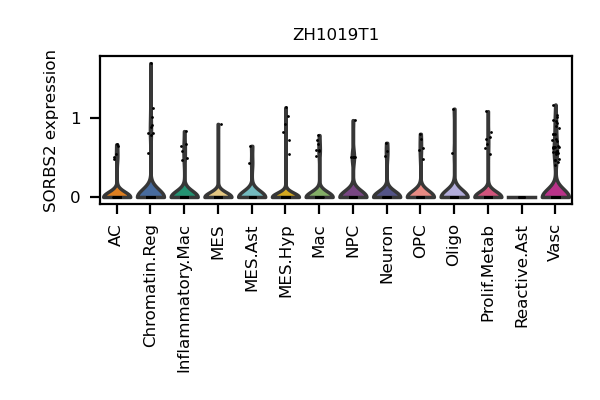 ZH1019T1
SORBS2 expression
1
0
AC
Chromatin.Reg
Inflammatory.Mac
MES
MES.Ast
MES.Hyp
Mac
NPC
Neuron
OPC
Oligo
Prolif.Metab
Reactive.Ast
Vasc